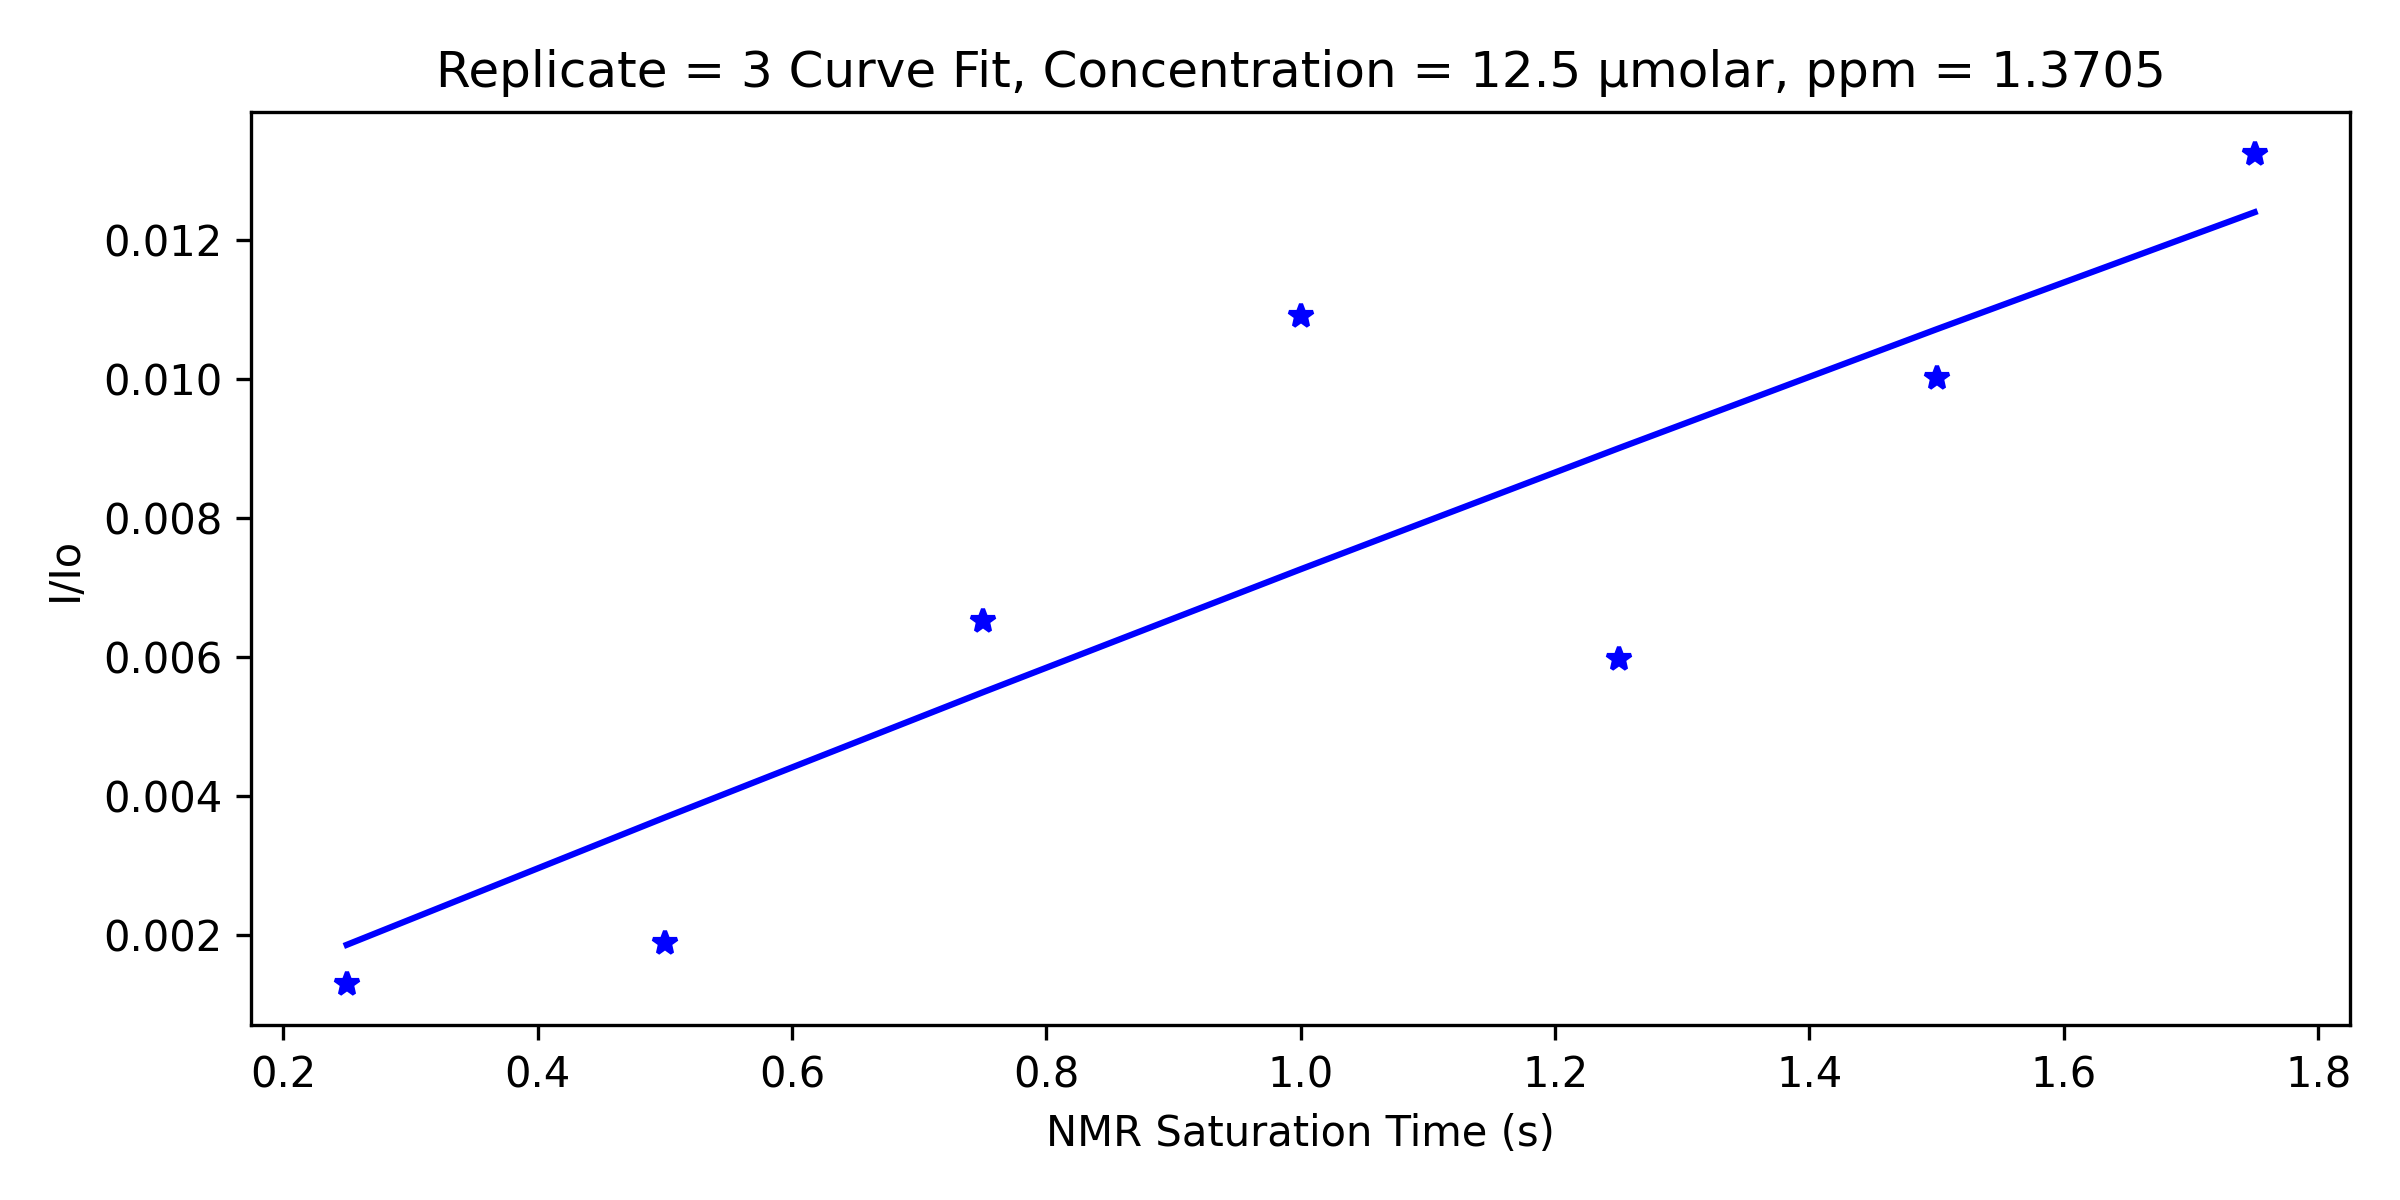 Replicate = 3 Curve Fit, Concentration = 12.5 µmolar, ppm = 1.3705
0.012
0.010
0.008
0.006
0.004
0.002
I/Io
0.2 0.4 0.6 0.8 1.0 1.2 1.4 1.6 1.8
NMR Saturation Time (s)